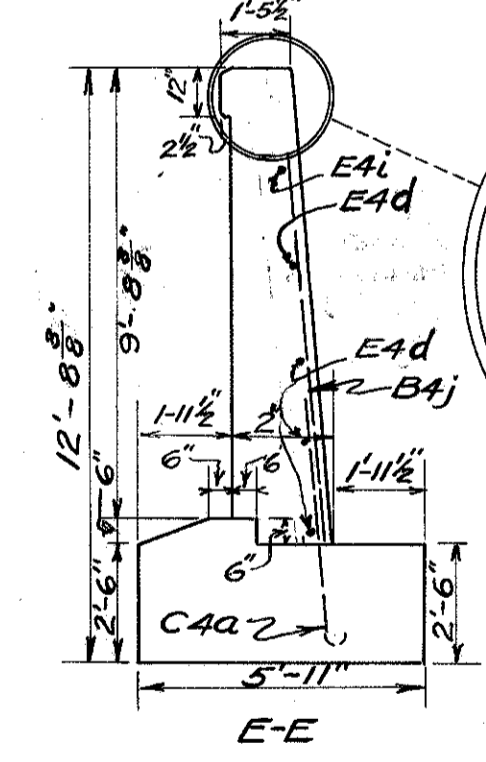 1'-5½"
12"
2½"
E4i
E4d
9'-8⅜"
12'-8⅜"
E4d
B4j
1-11½"
2'
1'-11½"
6"
6"
6"
6"
2'-6"
2'-6"
C4a
5'-11"
E-E